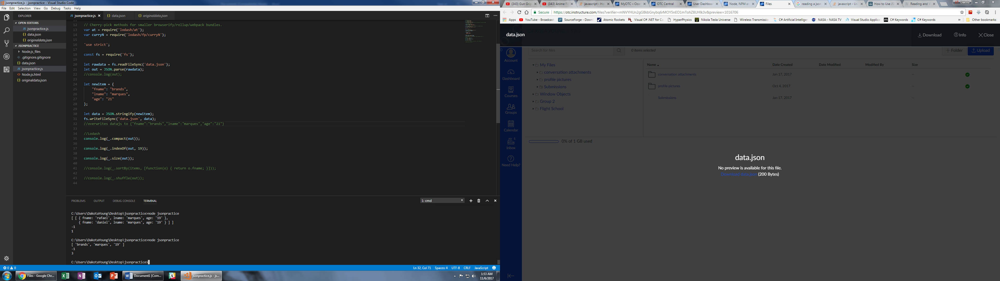 jsonpractice.js - jsonpractice - Visual Studio Code
File Edit Selection View Go Debug Tasks Help
EXPLORER
OPEN EDITORS
jsonpractice.js
data.json
originaldata.json
JSONPRACTICE
Node.js_files
.gitignore.gitignore
data.json
jsonpractice.js
Node.js.html
originaldata.json
jsonpractice.js data.json originaldata.json
12 // Cherry-pick methods for smaller browserify/rollup/webpack bundles.
13 var at = require('lodash/at');
14 var curryN = require('lodash/fp/curryN');
15
16 'use strict';
17
18 const fs = require('fs');
19
20 let rawdata = fs.readFileSync('data.json');
21 let out = JSON.parse(rawdata);
22 //console.log(out);
23
24 let newitem = {
25 "fname": "brands",
26 "lname": "marques",
27 "age": "21"
28 };
29
30 let data = JSON.stringify(newitem);
31 fs.writeFileSync('data.json', data);
32 //overwrites datajs to {"fname":"brands","lname":"marques","age":"21"}
33
34 //Lodash
35 console.log(_.compact(out));
36
37 console.log(_.indexOf(out, 19));
38
39 console.log(_.size(out));
40
41 //console.log(_.sortBy(items, [function(o) { return o.fname; }]));
42
43 //console.log(_.shuffle(out));
44
PROBLEMS OUTPUT DEBUG CONSOLE TERMINAL
1: cmd
C:\Users\DakotaYoung\Desktop\jsonpractice>node jsonpractice
[ [ { fname: 'rafael', lname: 'marques', age: '19' },
{ fname: 'daniel', lname: 'marques', age: '19' } ] ]
-1
1
C:\Users\DakotaYoung\Desktop\jsonpractice>node jsonpractice
[ 'brands', 'marques', '19' ]
-1
3
C:\Users\DakotaYoung\Desktop\jsonpractice>
0 0
Ln 32, Col 71 Spaces: 4 UTF-8 CRLF JavaScript
Files - Google Chr... Document1 [Com... jsonpractice.js - js...
1:53 AM
11/6/2017
(343) Gun Grip (343) Anime Fi javascript - Ho MyOTC – Oza OTC Central User Dashboa Node, NPM an Files reading a json javascript - Us How to Use JS Reading and W Dakota
Secure https://otc.instructure.com/files?verifier=mNVYHUn2gGBkbGnybq6rMOY5nEO1mTohZ8UHIk3v&preview=1016706
Apps YouTube - Broadcast SourceForge - Downl Atomic Rockets Visual C# .NET for Co HyperPhysics Nikola Tesla Universe Wireless Transmissio C# Artificial Intelliger NASA - NASA TV Visual Studio Applica C# Keywords C# Keywords Other bookmarks
data.json
Download Info Close
Search for files
0 items selected
Folder Upload
Account
Dashboard
Courses
Groups
Calendar
5
Inbox
Need Help?
My Files
conversation attachments
profile pictures
Submissions
Window Objects
Group 2
Flight School
Name Date Created Date Modified Modified By Size
conversation attachments Jan 17, 2017 --
profile pictures Oct 4, 2017 --
Submissions Jan 17, 2017 --
0% of 1 GB used
data.json
No preview is available for this file.
Download data.json (200 Bytes)